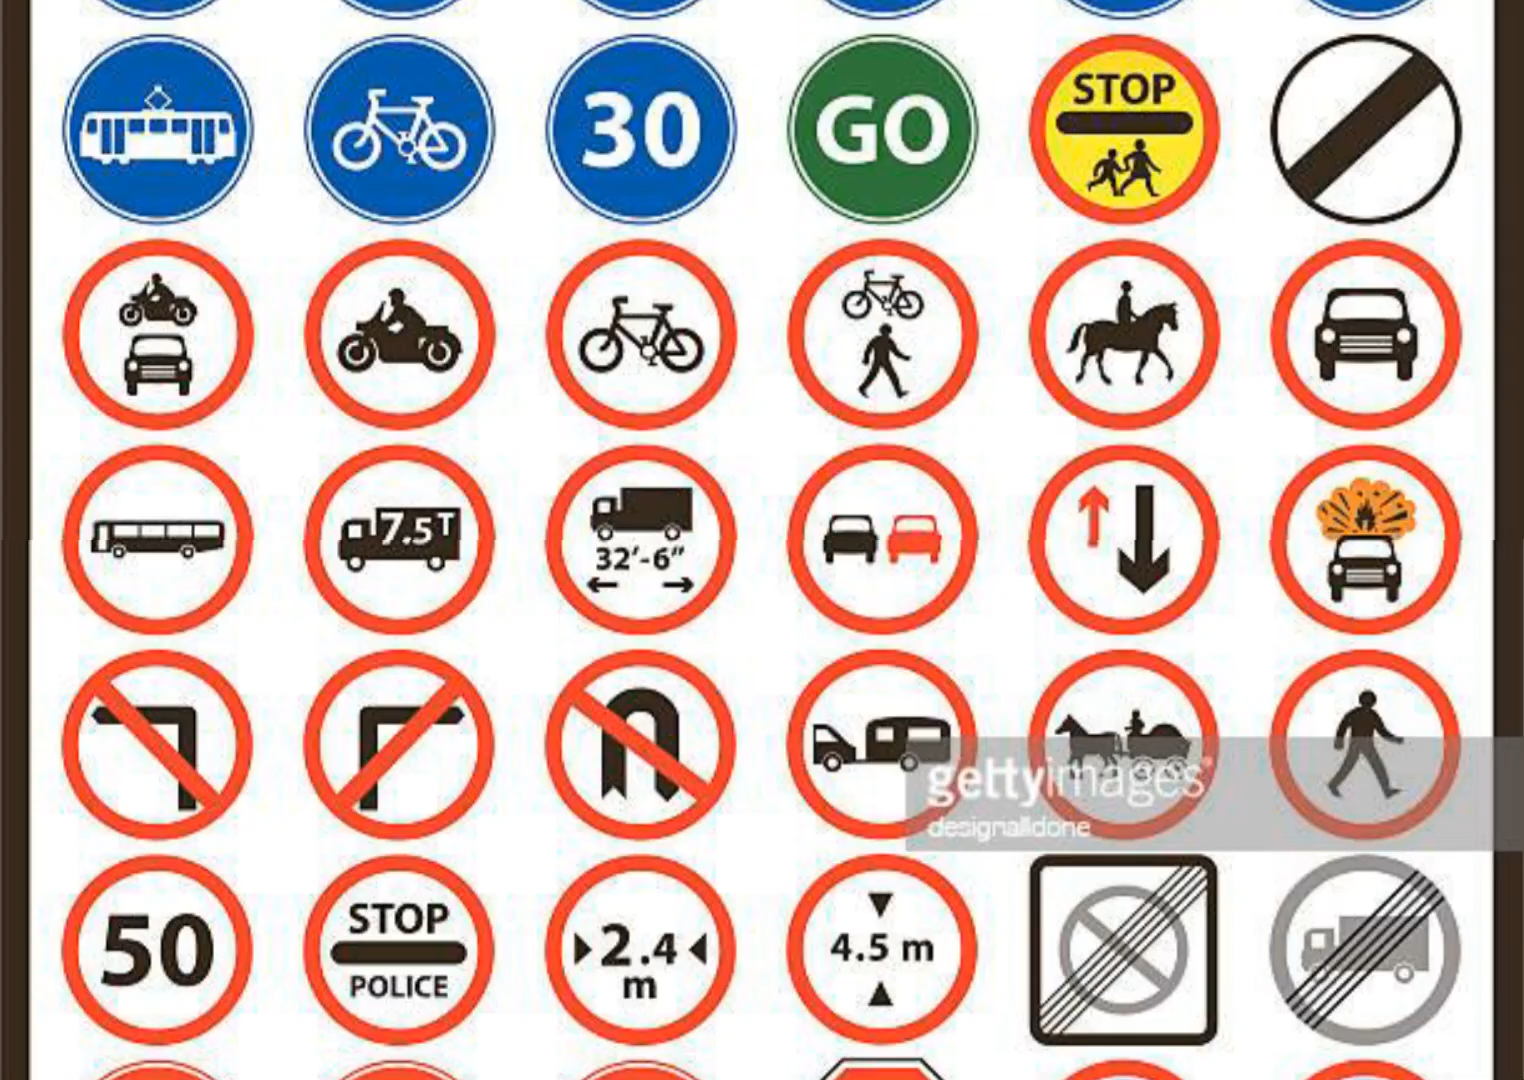 30
GO
STOP
7.5T
32'-6"
gettyimages®
designalldone
50
STOP
POLICE
2.4
m
4.5 m